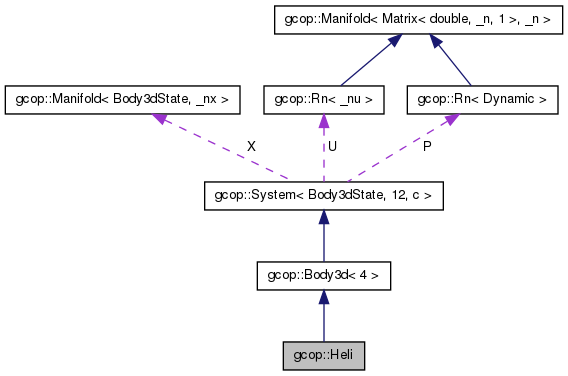 gcop::Manifold< Matrix< double, _n, 1 >, _n >
gcop::Manifold< Body3dState, _nx >
gcop::Rn< _nu >
gcop::Rn< Dynamic >
X
U
P
gcop::System< Body3dState, 12, c >
gcop::Body3d< 4 >
gcop::Heli